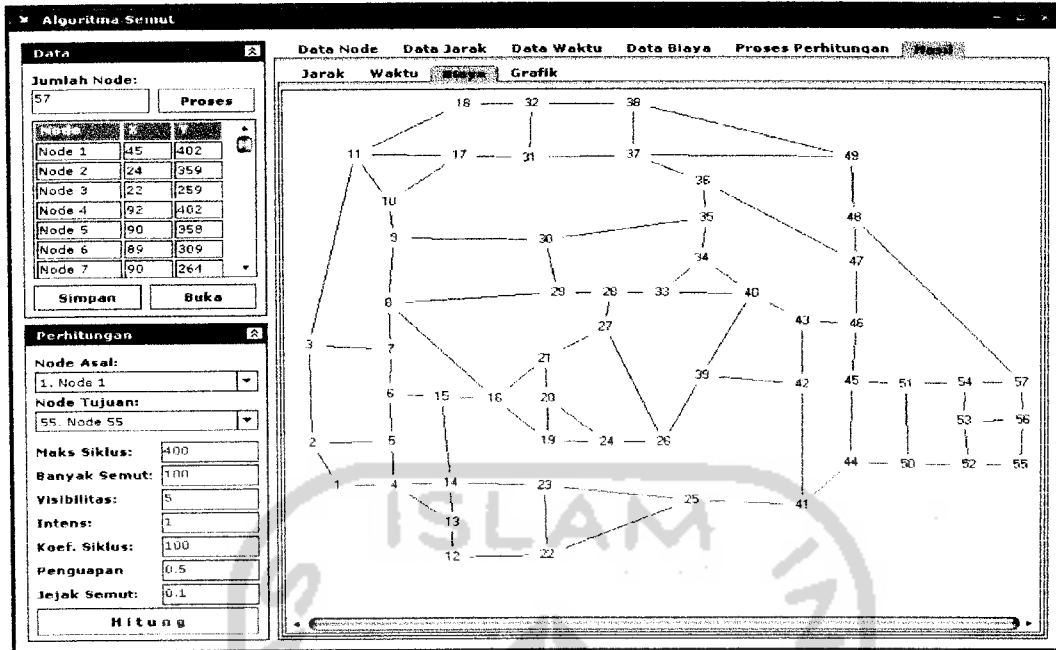 Algoritma Semut
Data
Jumlah Node:
57
Proses
Node X Y
Node 1 45 402
Node 2 24 359
Node 3 22 259
Node 4 92 402
Node 5 90 358
Node 6 89 309
Node 7 90 264
Simpan
Buka
Perhitungan
Node Asal:
1. Node 1
Node Tujuan:
55. Node 55
Maks Siklus: 400
Banyak Semut: 100
Visibilitas: 5
Intens: 1
Koef. Siklus: 100
Penguapan 0.5
Jejak Semut: 0.1
Hitung
Data Node Data Jarak Data Waktu Data Biaya Proses Perhitungan Hasil
Jarak Waktu Biaya Grafik
18 32 38
11 17 31 37 49
36
10
35 48
9 30
34 47
29 28 33 40
8
27 43 46
3 7
21
39 42 45 51 54 57
6 15 16 20
53 56
2 5 19 24 26
44 50 52 55
1 4 14 23
25 41
13
12 22
ISLAM